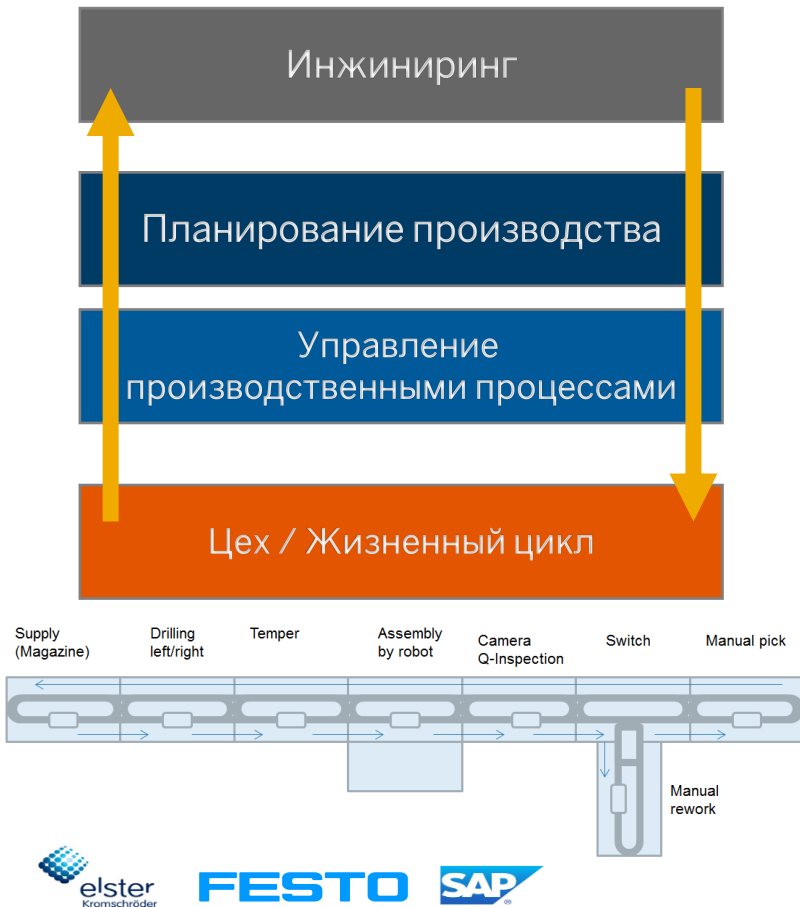 Инжиниринг
Планирование производства
Управление
производственными процессами
Цех / Жизненный цикл
Supply
(Magazine)
Drilling
left/right
Temper
Assembly
by robot
Camera
Q-Inspection
Switch
Manual pick
Manual
rework
elster
Kromschröder
FESTO
SAP®